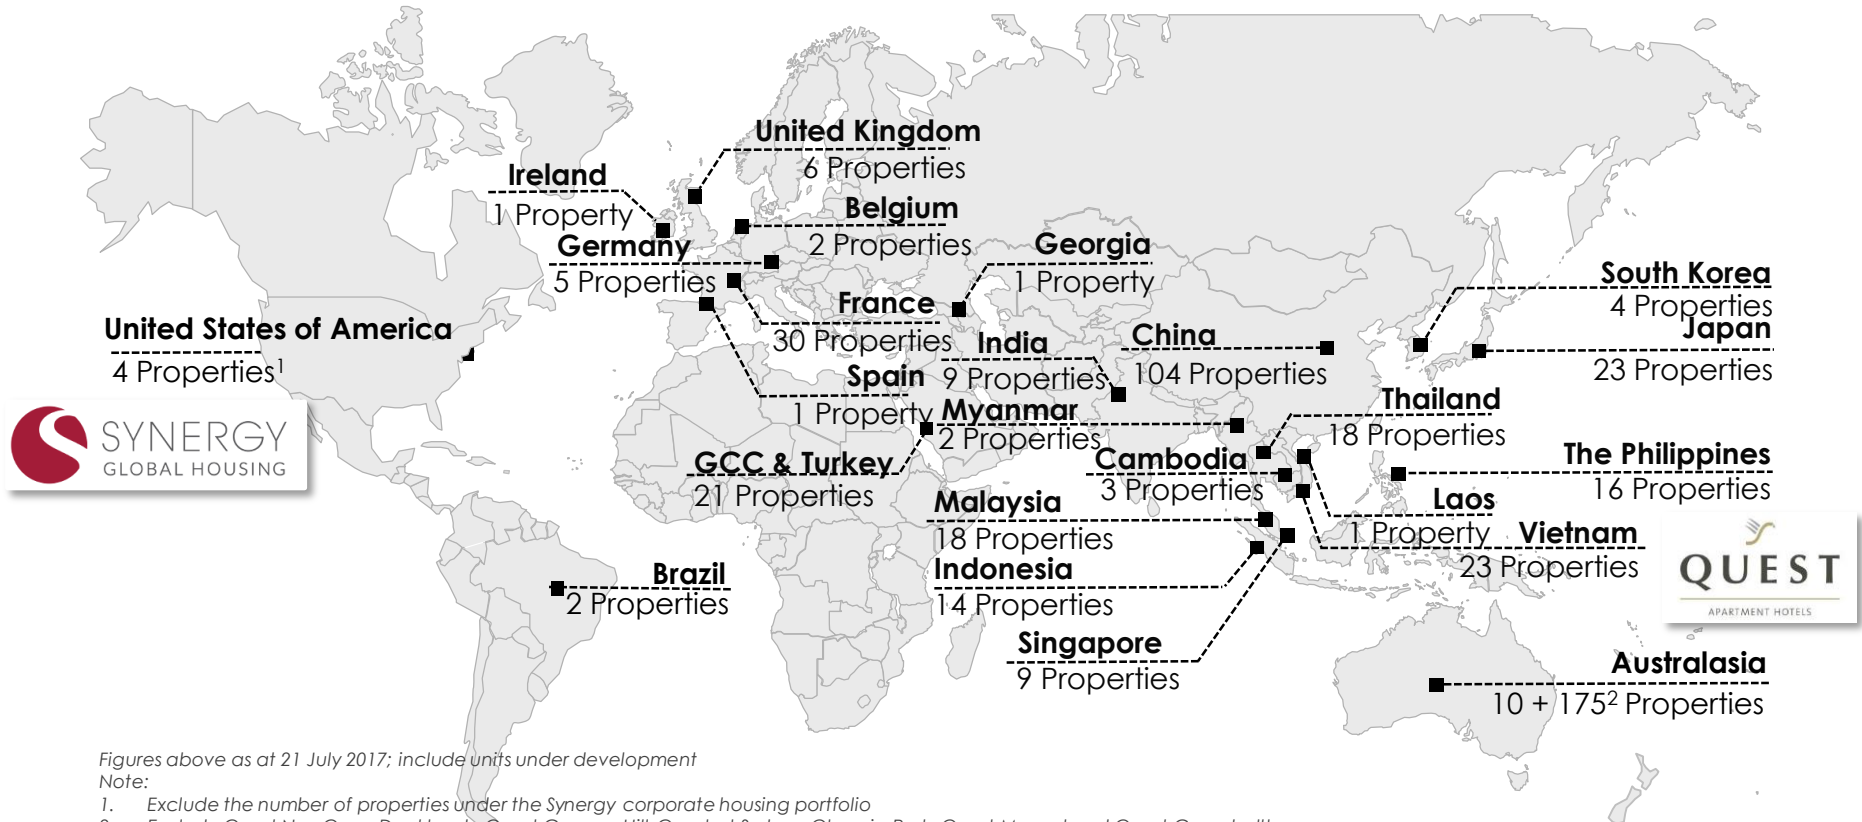 United Kingdom
6 Properties
Ireland
1 Property
Belgium
2 Properties
Germany
5 Properties
Georgia
1 Property
South Korea
4 Properties
France
30 Properties
United States of America
4 Properties¹
India
9 Properties
China
104 Properties
Japan
23 Properties
Spain
1 Property
Myanmar
2 Properties
Thailand
18 Properties
SYNERGY
GLOBAL HOUSING
GCC & Turkey
21 Properties
Cambodia
3 Properties
The Philippines
16 Properties
Malaysia
18 Properties
Laos
1 Property
Vietnam
23 Properties
QUEST
APARTMENT HOTELS
Indonesia
14 Properties
Brazil
2 Properties
Singapore
9 Properties
Australasia
10 + 175² Properties
Figures above as at 21 July 2017; include units under development
Note:
1. Exclude the number of properties under the Synergy corporate housing portfolio